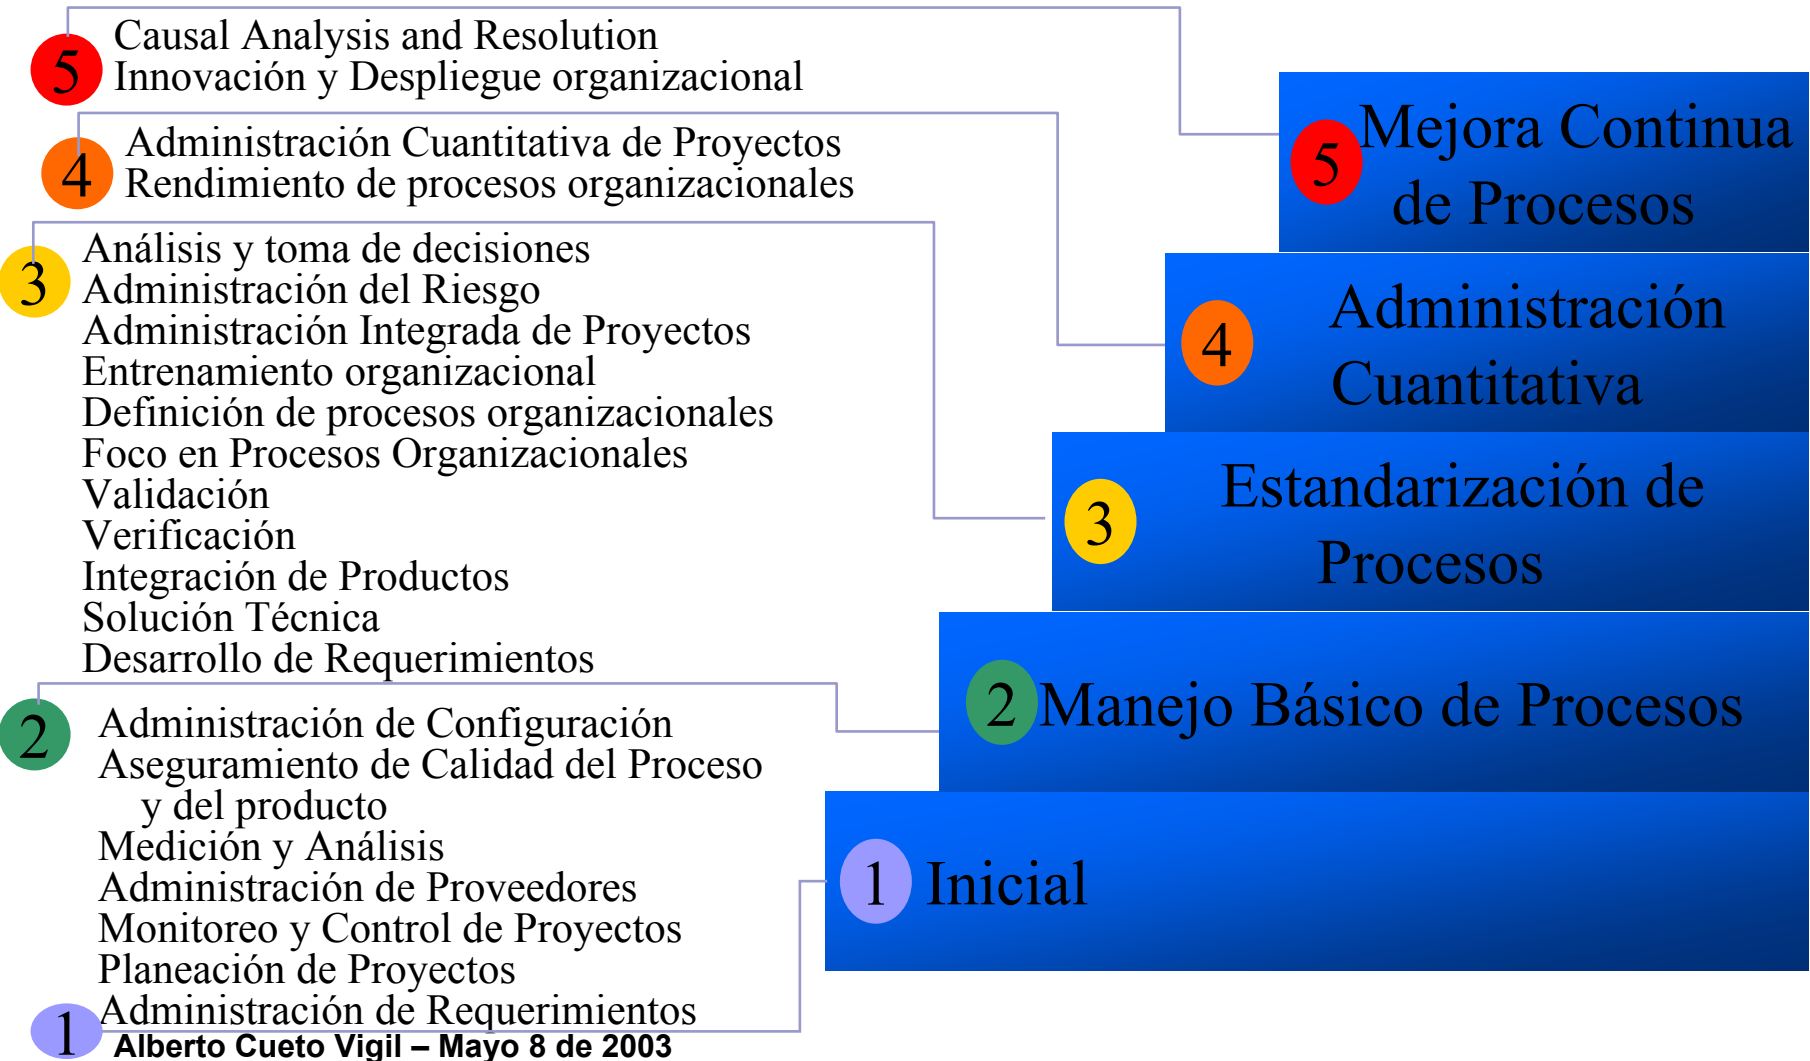 5
Causal Analysis and Resolution
Innovación y Despliegue organizacional
4
Administración Cuantitativa de Proyectos
Rendimiento de procesos organizacionales
3
Análisis y toma de decisiones
Administración del Riesgo
Administración Integrada de Proyectos
Entrenamiento organizacional
Definición de procesos organizacionales
Foco en Procesos Organizacionales
Validación
Verificación
Integración de Productos
Solución Técnica
Desarrollo de Requerimientos
2
Administración de Configuración
Aseguramiento de Calidad del Proceso
y del producto
Medición y Análisis
Administración de Proveedores
Monitoreo y Control de Proyectos
Planeación de Proyectos
Administración de Requerimientos
1
Alberto Cueto Vigil – Mayo 8 de 2003
5 Mejora Continua
de Procesos
4 Administración
Cuantitativa
3 Estandarización de
Procesos
2 Manejo Básico de Procesos
1 Inicial